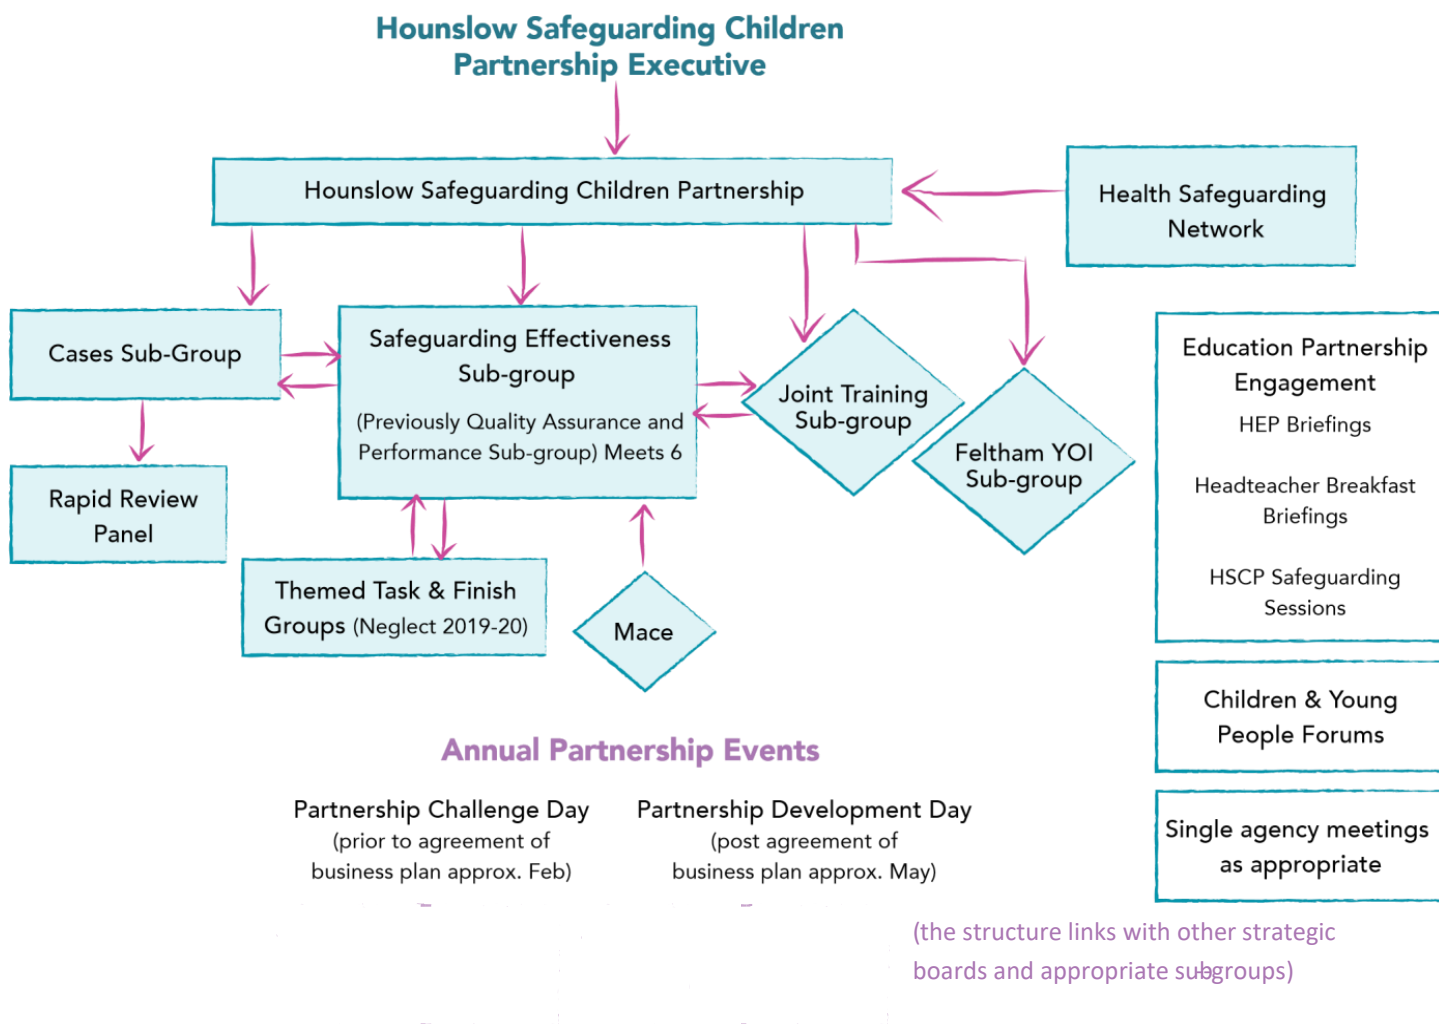 Hounslow Safeguarding Children
Partnership Executive
Hounslow Safeguarding Children Partnership
Health Safeguarding
Network
Cases Sub-Group
Safeguarding Effectiveness
Sub-group
(Previously Quality Assurance and
Performance Sub-group) Meets 6
Joint Training
Sub-group
Feltham YOI
Sub-group
Rapid Review
Panel
Themed Task & Finish
Groups (Neglect 2019-20)
Mace
Education Partnership
Engagement
HEP Briefings
Headteacher Breakfast
Briefings
HSCP Safeguarding
Sessions
Children & Young
People Forums
Single agency meetings
as appropriate
Annual Partnership Events
Partnership Challenge Day
(prior to agreement of
business plan approx. Feb)
Partnership Development Day
(post agreement of
business plan approx. May)
(the structure links with other strategic
boards and appropriate sub-groups)